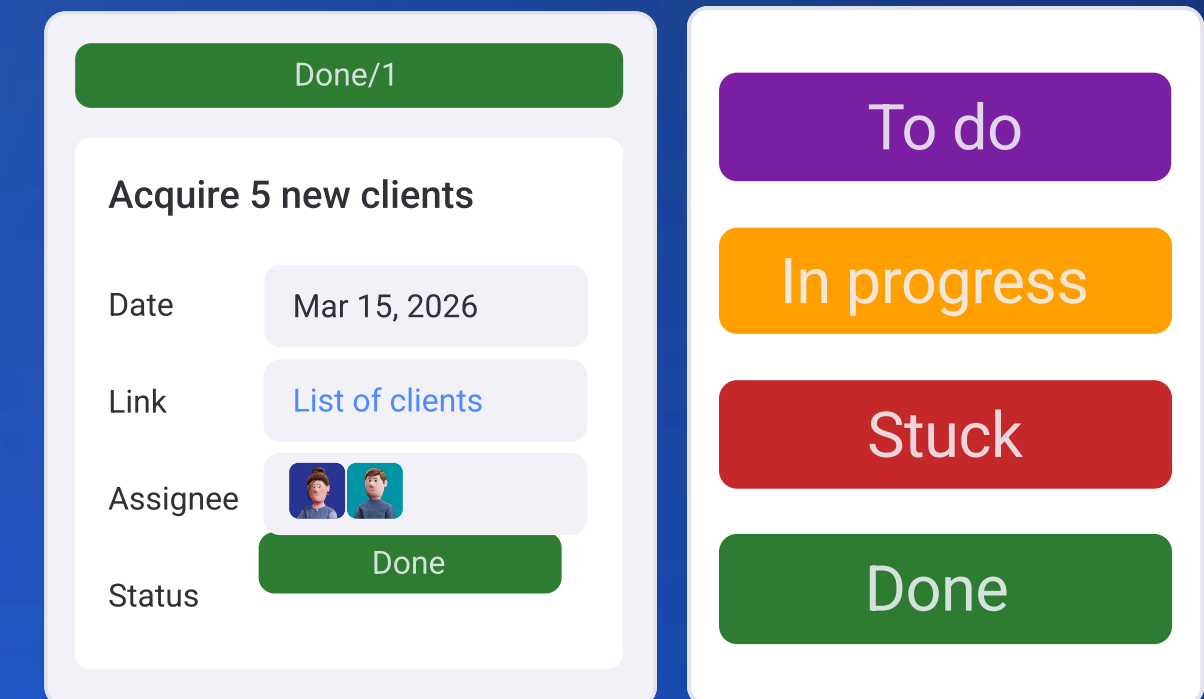 Done/1
Acquire 5 new clients
Date
Mar 15, 2026
Link
List of clients
Assignee
Status
Done
To do
In progress
Stuck
Done